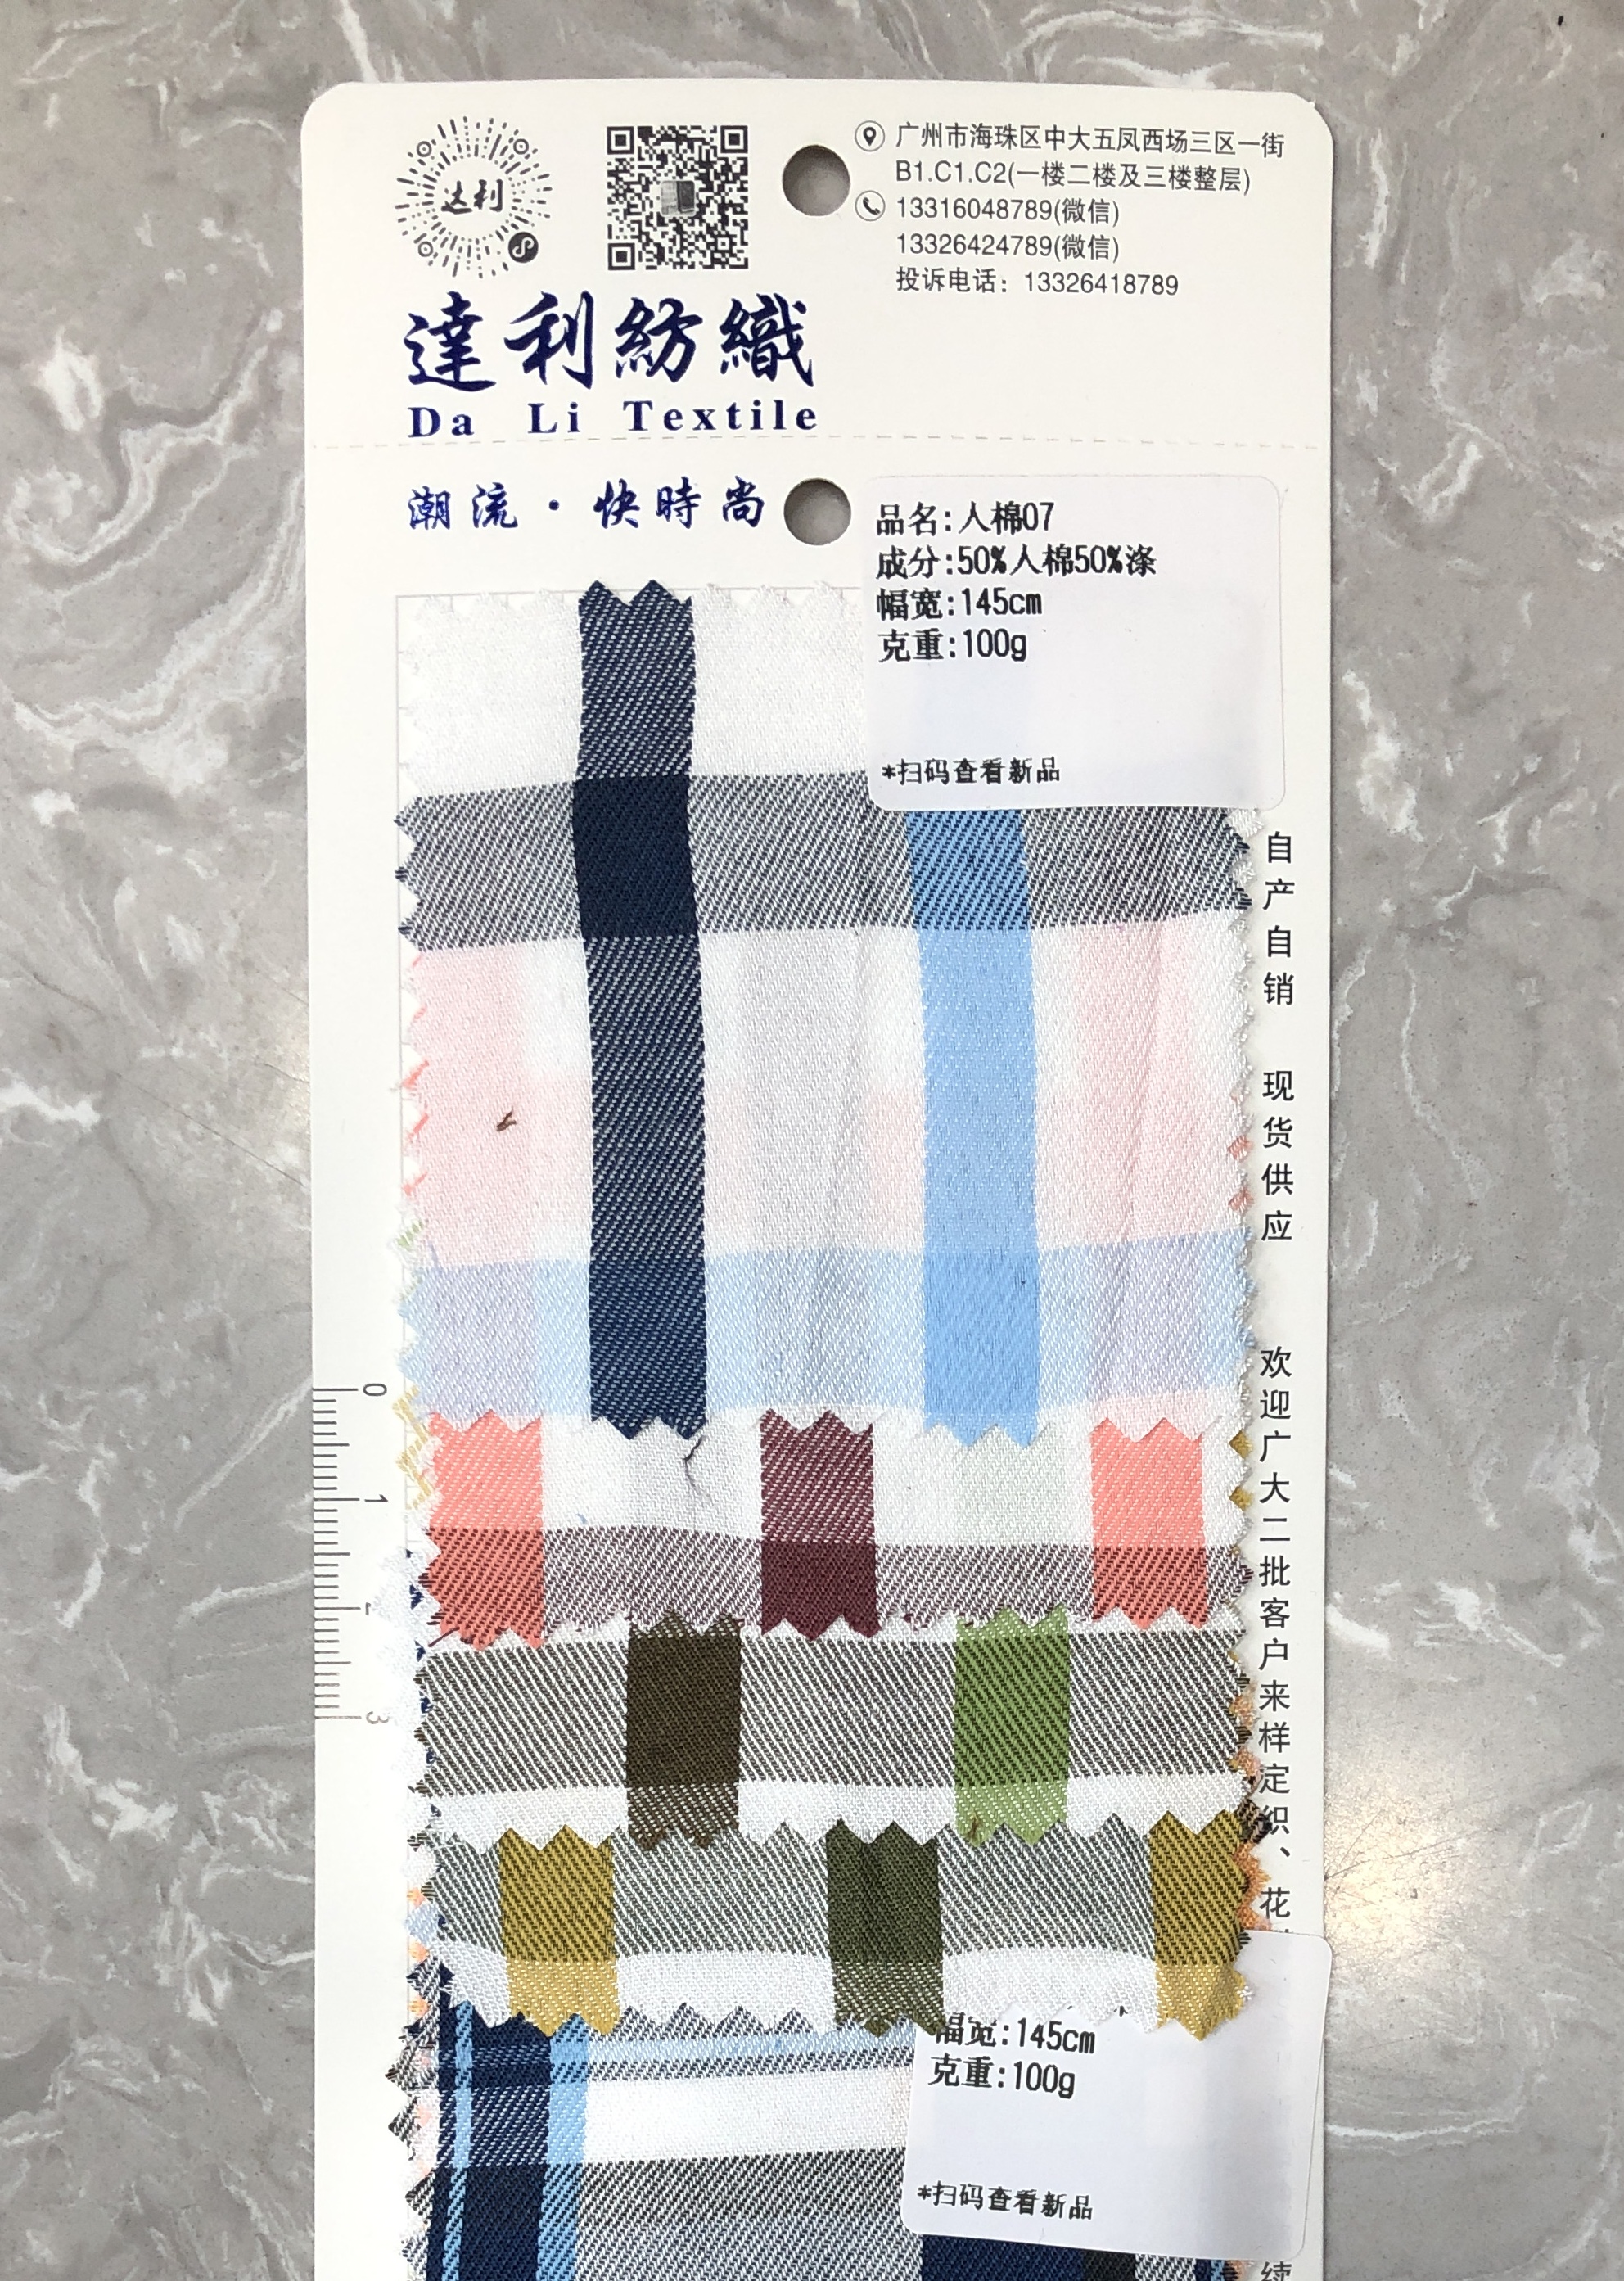 达利
广州市海珠区中大五凤西场三区一街
B1.C1.C2(一楼二楼及三楼整层)
13316048789(微信)
13326424789(微信)
投诉电话：13326418789
達利紡織
Da Li Textile
潮流·快時尚
品名:人棉07
成分:50%人棉50%涤
幅宽:145cm
克重:100g
*扫码查看新品
自产自销 现货供应
欢迎广大二批客户来样定织、花
0
1
2
3
幅宽:145cm
克重:100g
*扫码查看新品
续